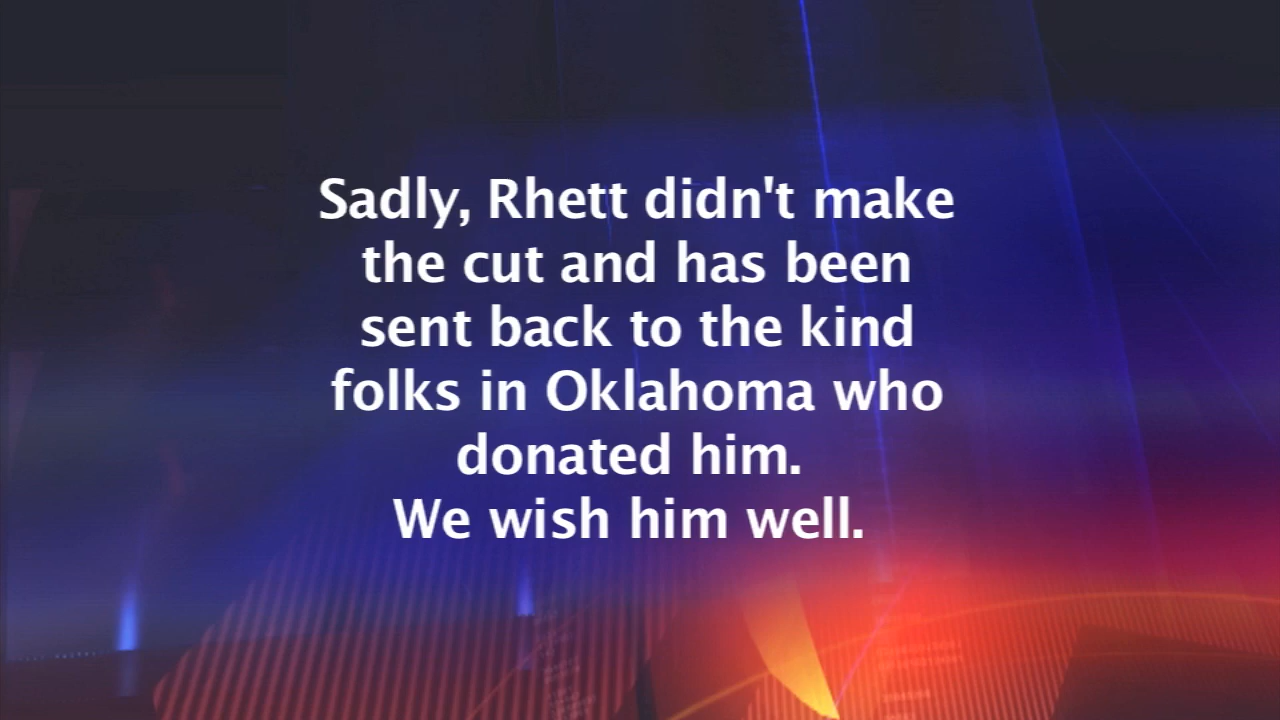 Sadly, Rhett didn't make
the cut and has been
sent back to the kind
folks in Oklahoma who
donated him.
We wish him well.